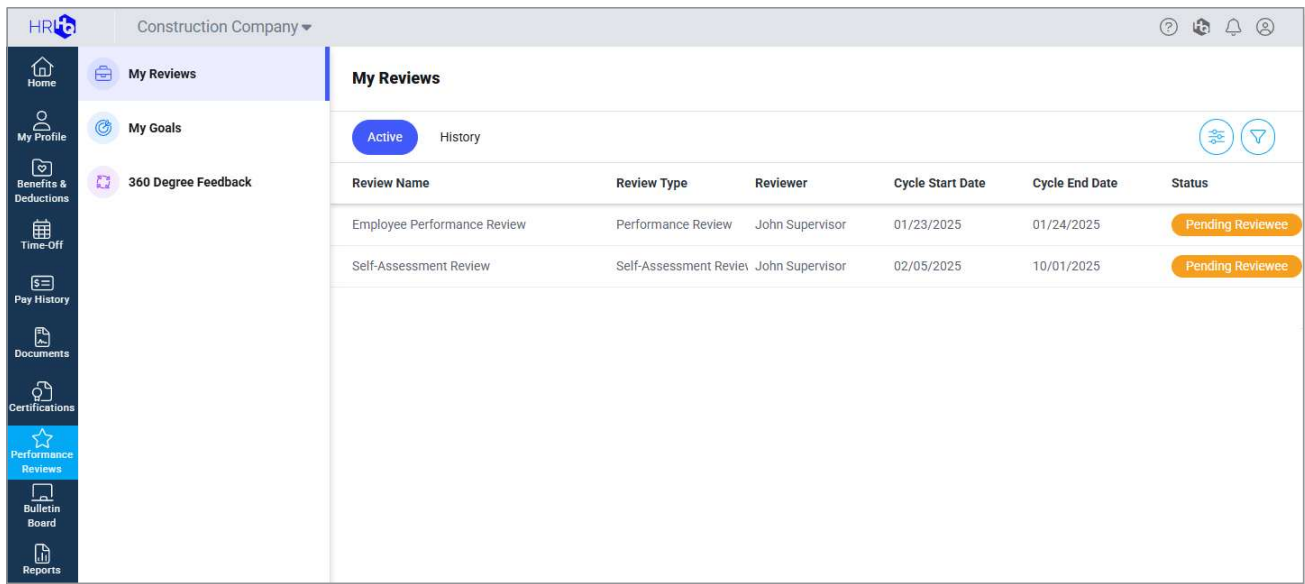 HR
Construction Company
Home
My Profile
Benefits &
Deductions
Time-Off
Pay History
Documents
Certifications
Performance
Reviews
Bulletin
Board
Reports
My Reviews
My Goals
360 Degree Feedback
My Reviews
Active History
Review Name Review Type Reviewer Cycle Start Date Cycle End Date Status
Employee Performance Review Performance Review John Supervisor 01/23/2025 01/24/2025 Pending Reviewee
Self-Assessment Review Self-Assessment Review John Supervisor 02/05/2025 10/01/2025 Pending Reviewee